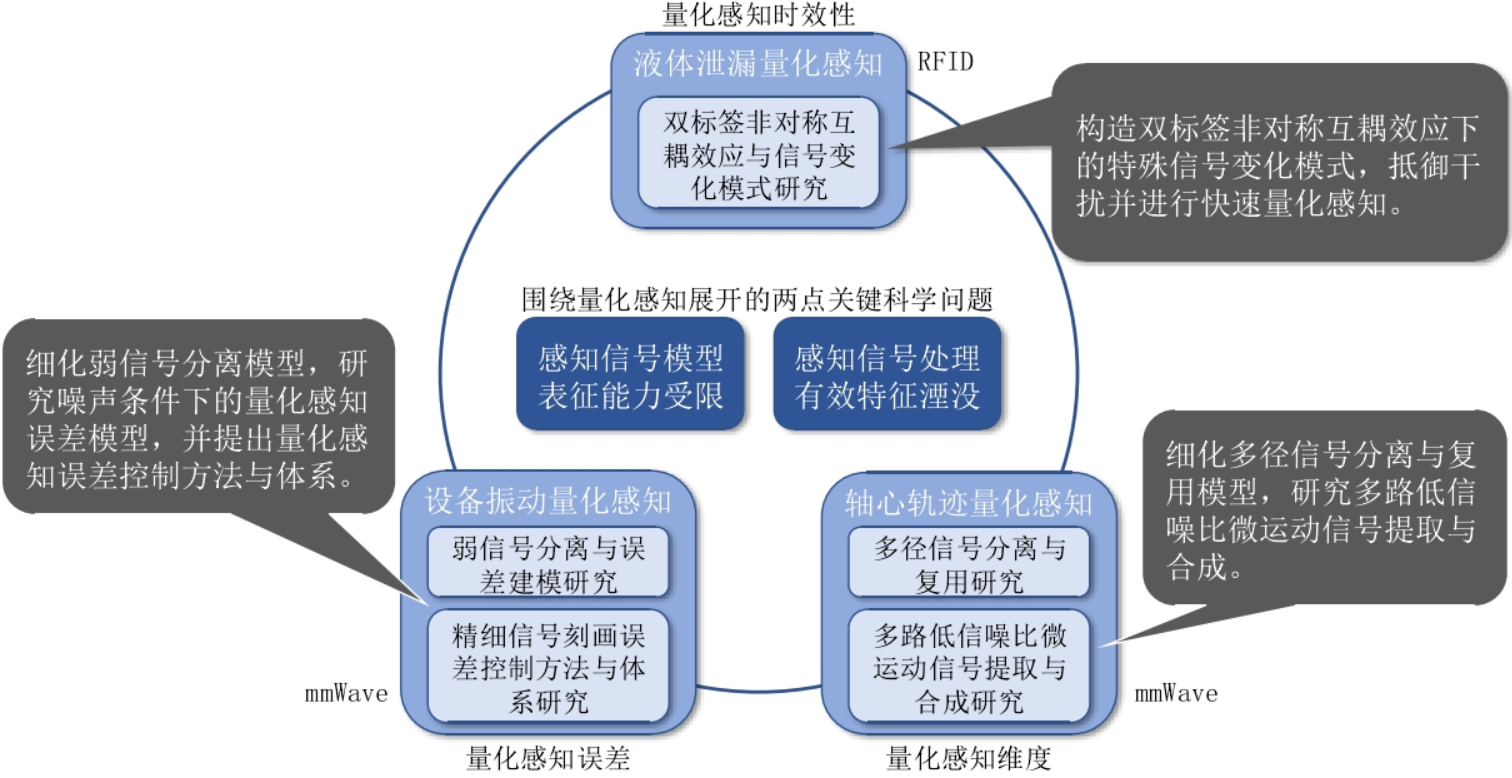 量化感知时效性
液体泄漏量化感知
RFID
双标签非对称互
耦效应与信号变
化模式研究
构造双标签非对称互耦效应下
的特殊信号变化模式，抵御干
扰并进行快速量化感知。
围绕量化感知展开的两点关键科学问题
感知信号模型
表征能力受限
感知信号处理
有效特征湮没
细化弱信号分离模型，研
究噪声条件下的量化感知
误差模型，并提出量化感
知误差控制方法与体系。
设备振动量化感知
弱信号分离与误
差建模研究
精细信号刻画误
差控制方法与体
系研究
mmWave
量化感知误差
细化多径信号分离与复
用模型，研究多路低信
噪比微运动信号提取与
合成。
轴心轨迹量化感知
多径信号分离与
复用研究
多路低信噪比微
运动信号提取与
合成研究
mmWave
量化感知维度